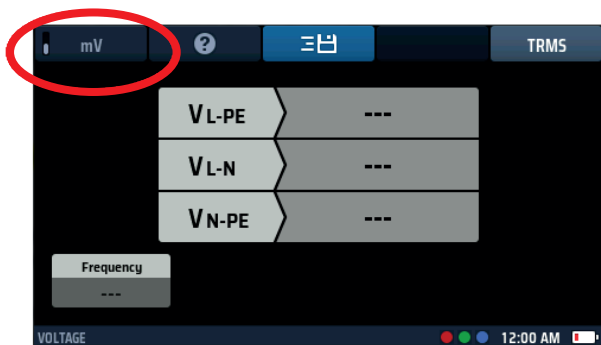 mV ? TRMS
VL-PE ---
VL-N ---
VN-PE ---
Frequency
---
VOLTAGE 12:00 AM